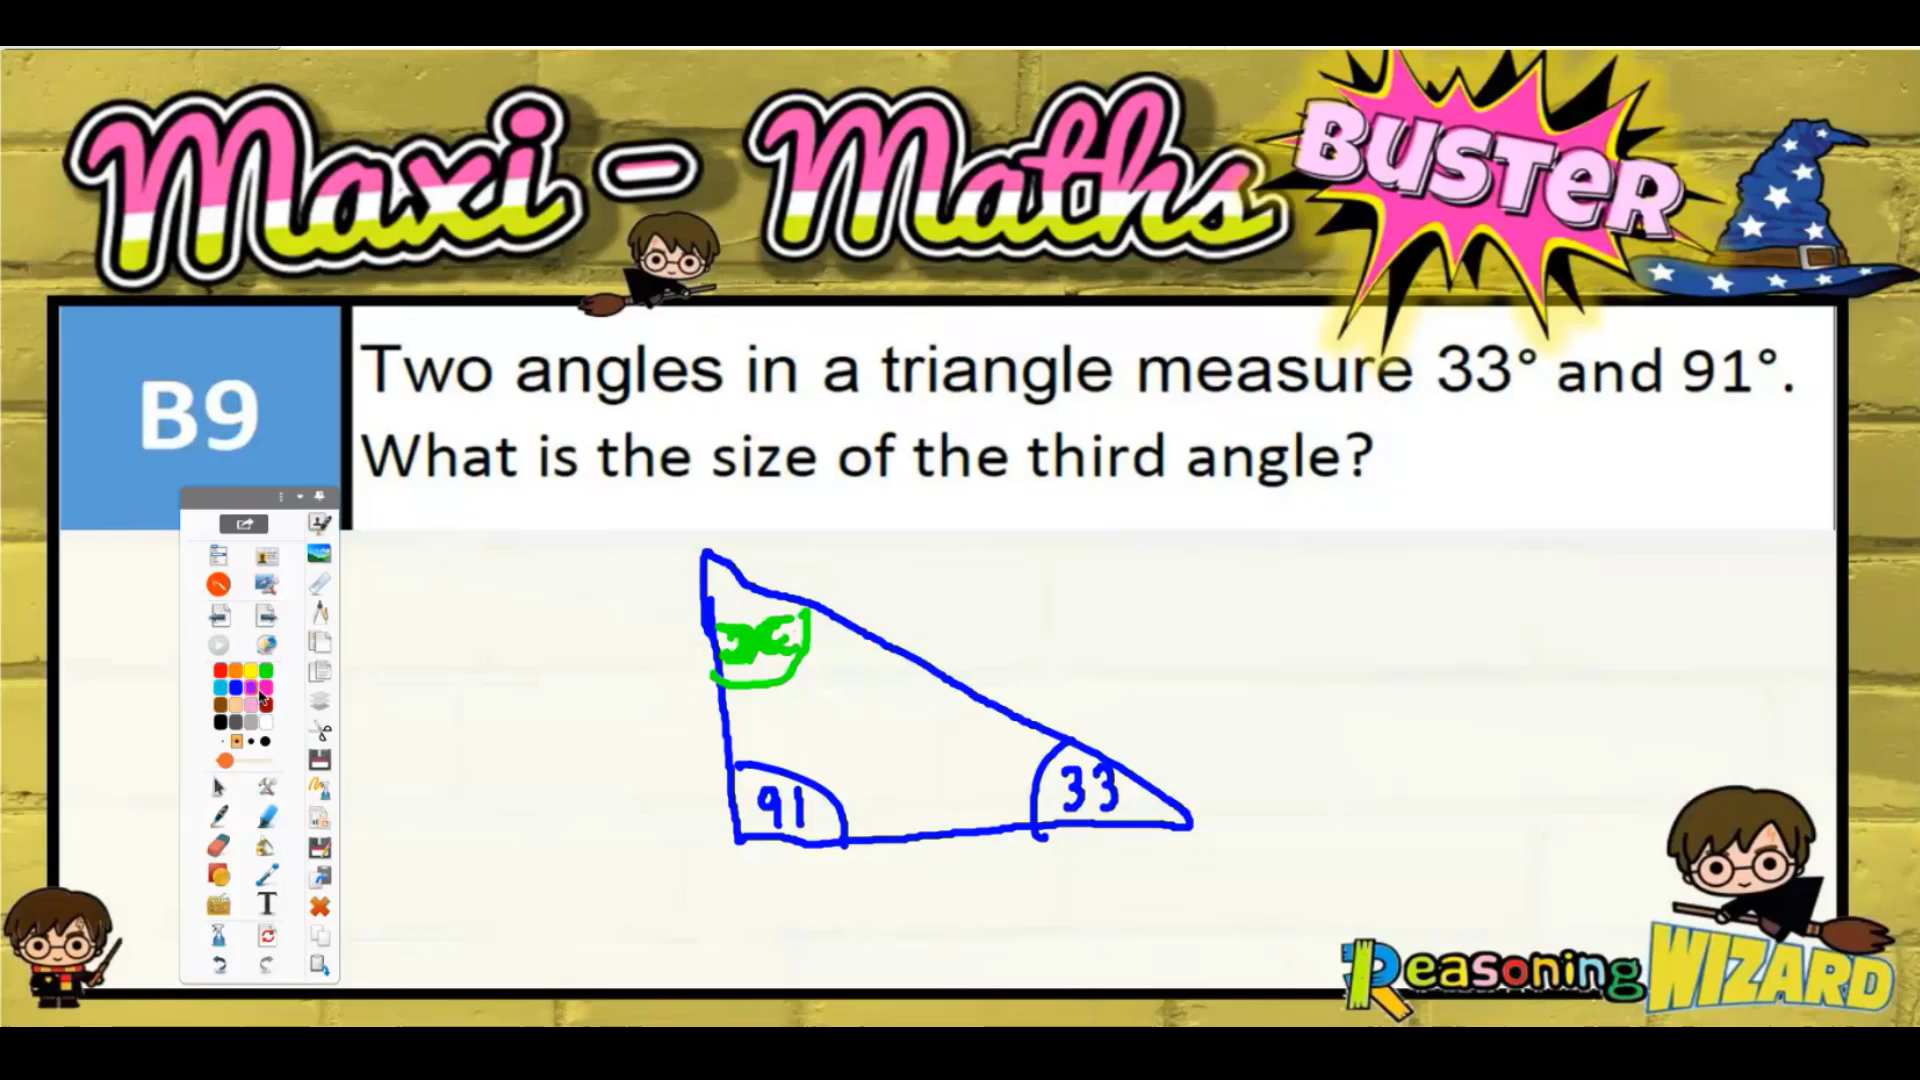 Maxi - Maths BUSTER
B9
Two angles in a triangle measure 33° and 91°.
What is the size of the third angle?
x
91
33
T
Reasoning WIZARD